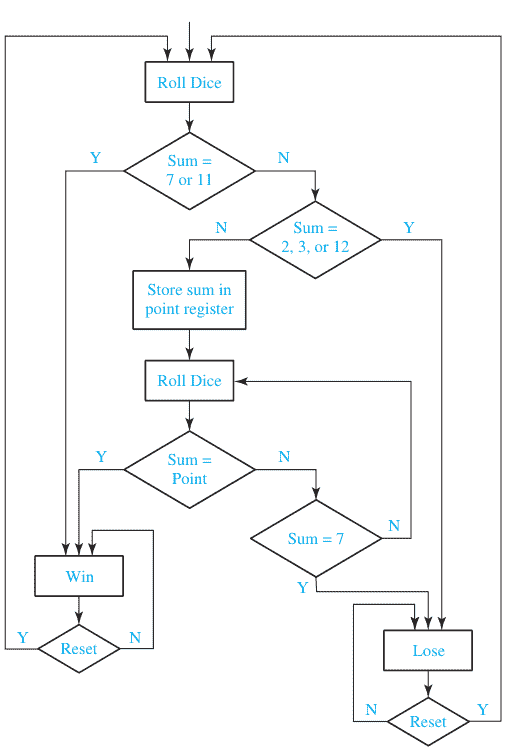 Roll Dice
Y
Sum =
7 or 11
N
N
Sum =
2, 3, or 12
Y
Store sum in
point register
Roll Dice
Y
Sum =
Point
N
Sum = 7
N
Y
Win
Y
Reset
N
Lose
N
Reset
Y